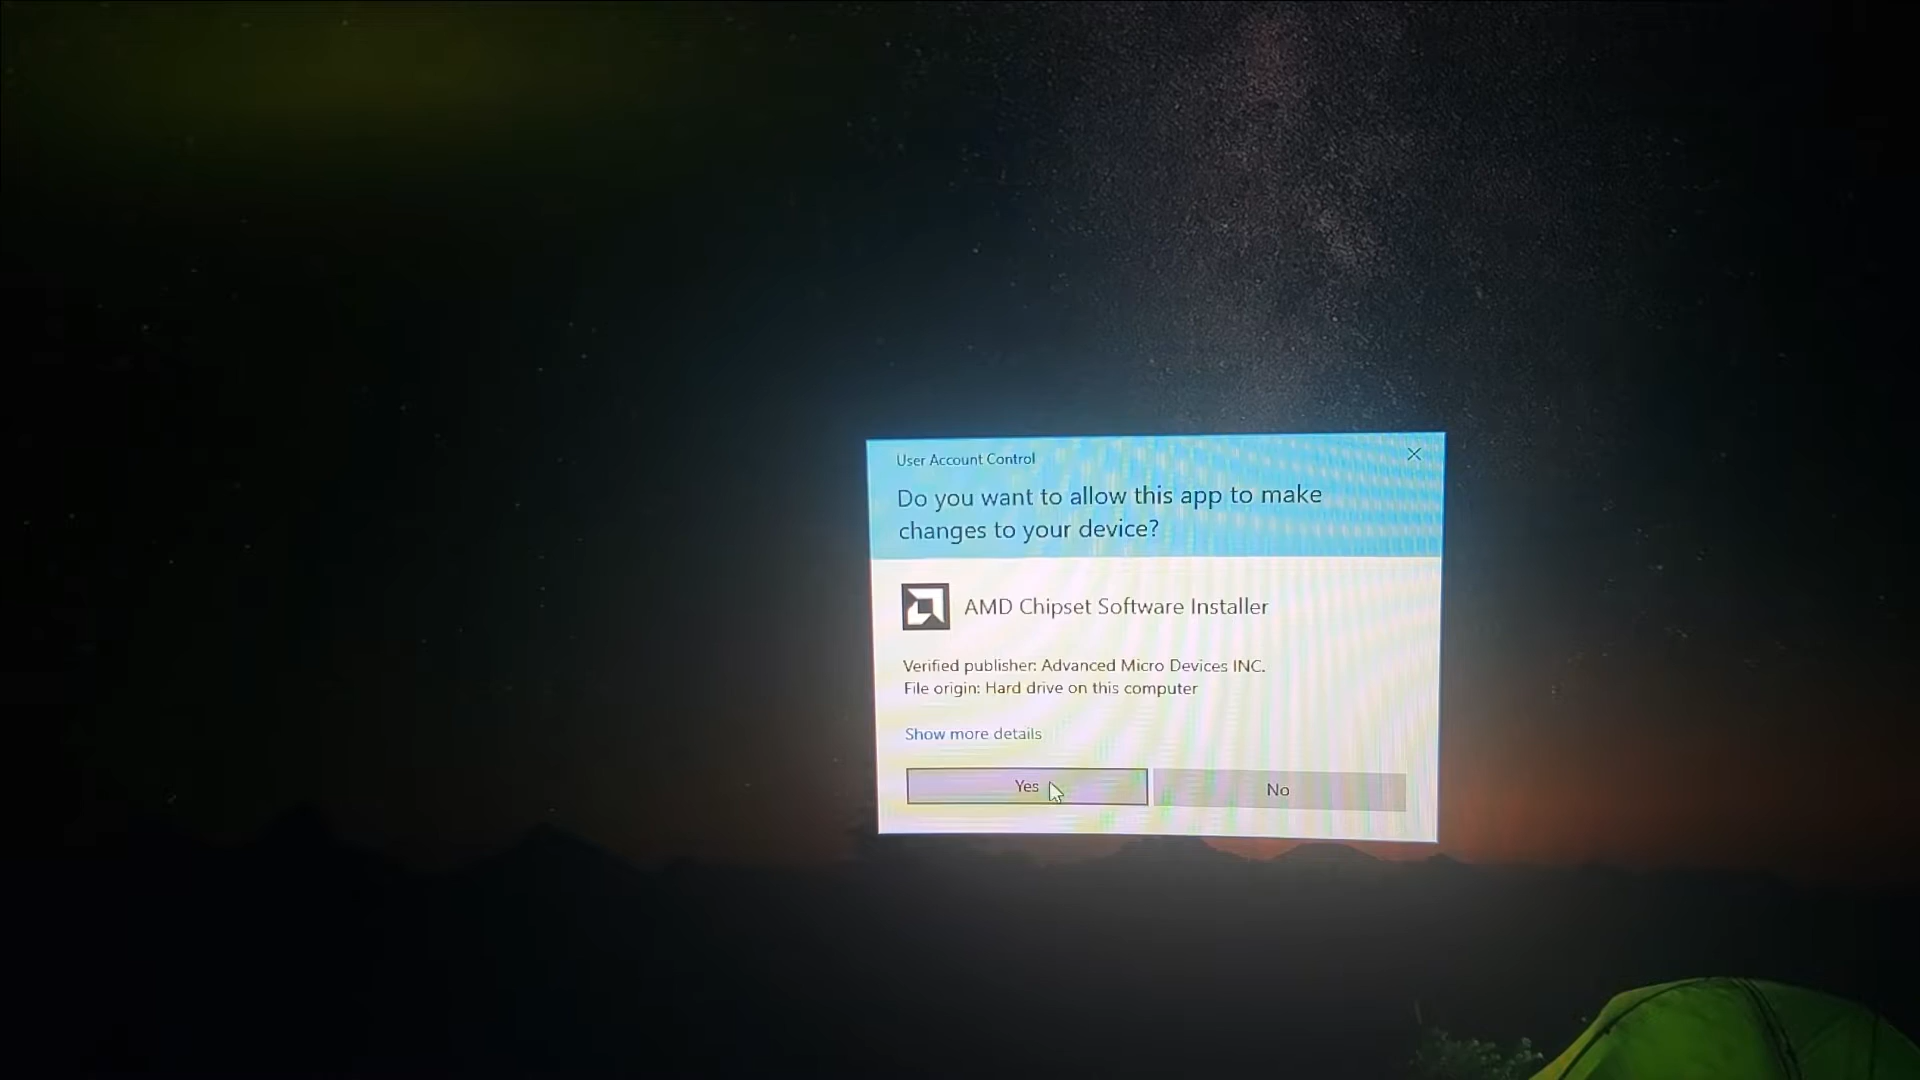 User Account Control
Do you want to allow this app to make
changes to your device?
AMD Chipset Software Installer
Verified publisher: Advanced Micro Devices INC.
File origin: Hard drive on this computer
Show more details
Yes
No